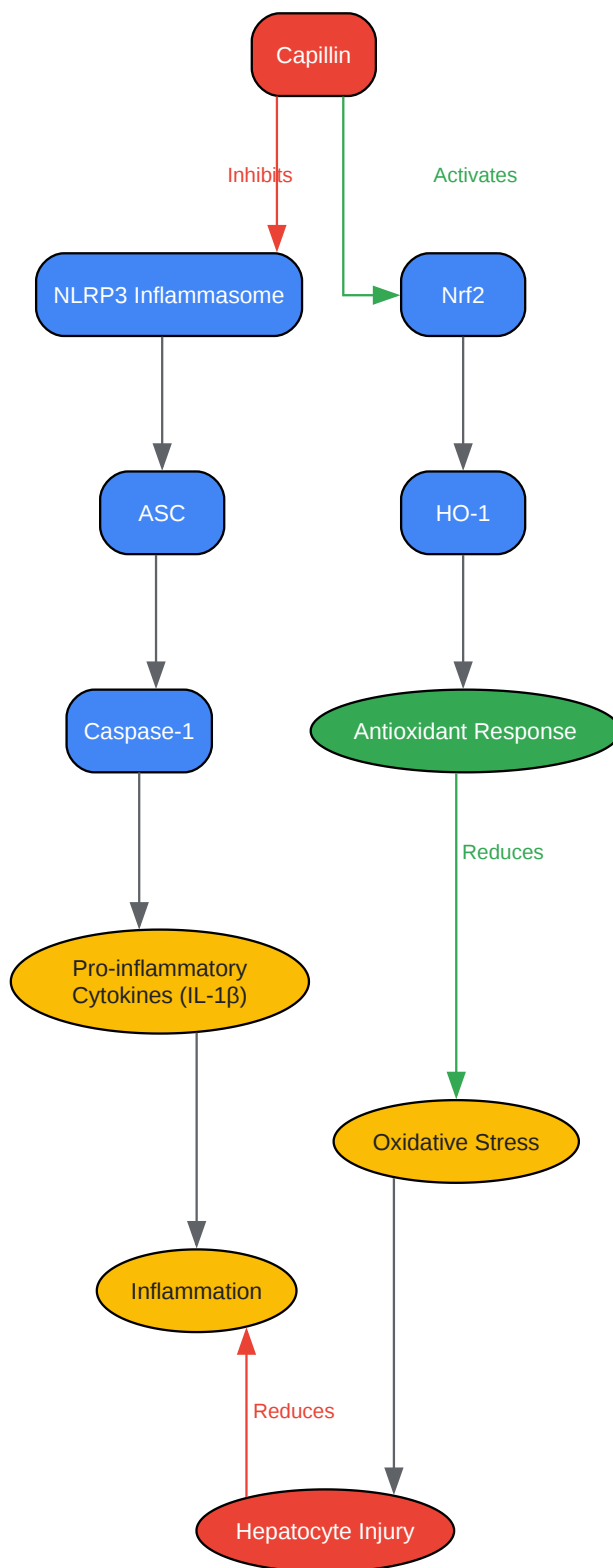 Capillin
Inhibits
Activates
NLRP3 Inflammasome
Nrf2
ASC
HO-1
Caspase-1
Antioxidant Response
Reduces
Pro-inflammatory
Cytokines (IL-1β)
Oxidative Stress
Inflammation
Reduces
Hepatocyte Injury